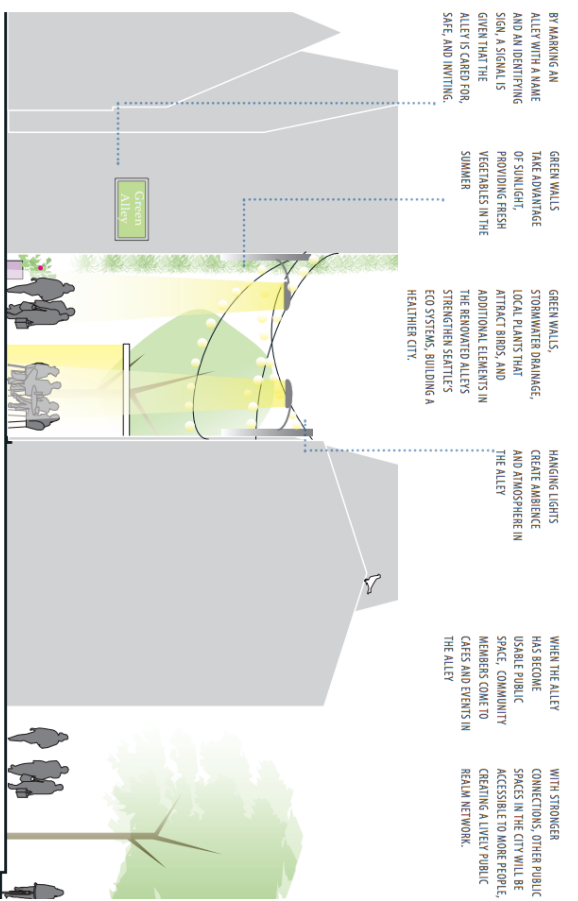 BY MARKING AN
ALLEY WITH A NAME
AND AN IDENTIFYING
SIGN, A SIGNAL IS
GIVEN THAT THE
ALLEY IS CARED FOR,
SAFE, AND INVITING.
GREEN WALLS
TAKE ADVANTAGE
OF SUNLIGHT,
PROVIDING FRESH
VEGETABLES IN THE
SUMMER
GREEN WALLS,
STORMWATER DRAINAGE,
LOCAL PLANTS THAT
ATTRACT BIRDS, AND
ADDITIONAL ELEMENTS IN
THE RENOVATED ALLEYS
STRENGTHEN SEATTLE'S
ECO SYSTEMS, BUILDING A
HEALTHIER CITY.
HANGING LIGHTS
CREATE AMBIENCE
AND ATMOSPHERE IN
THE ALLEY
WHEN THE ALLEY
HAS BECOME
USABLE PUBLIC
SPACE, COMMUNITY
MEMBERS COME TO
CAFES AND EVENTS IN
THE ALLEY
WITH STRONGER
CONNECTIONS, OTHER PUBLIC
SPACES IN THE CITY WILL BE
ACCESSIBLE TO MORE PEOPLE,
CREATING A LIVELY PUBLIC
REALM NETWORK.
Green
Alley